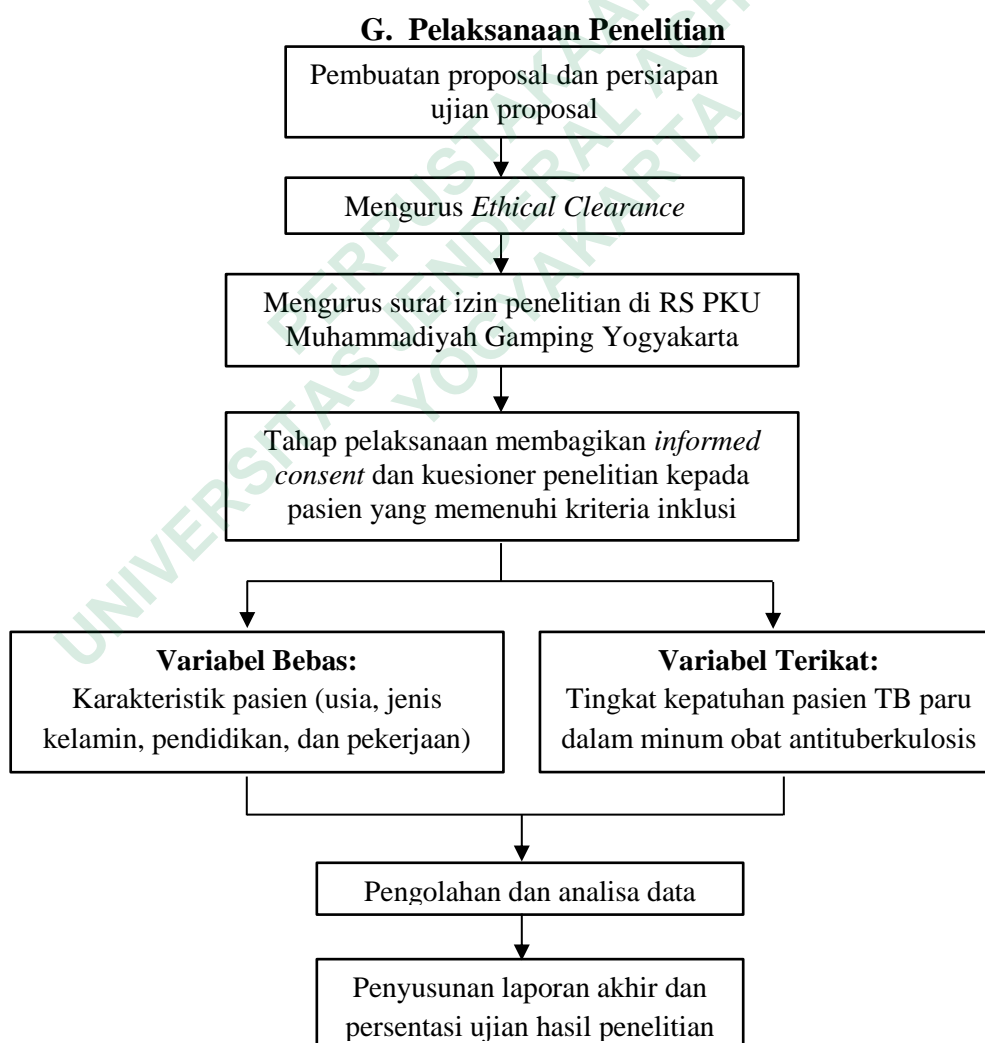 G. Pelaksanaan Penelitian
Pembuatan proposal dan persiapan
ujian proposal
Mengurus Ethical Clearance
Mengurus surat izin penelitian di RS PKU
Muhammadiyah Gamping Yogyakarta
Tahap pelaksanaan membagikan informed
consent dan kuesioner penelitian kepada
pasien yang memenuhi kriteria inklusi
Variabel Bebas:
Karakteristik pasien (usia, jenis
kelamin, pendidikan, dan pekerjaan)
Variabel Terikat:
Tingkat kepatuhan pasien TB paru
dalam minum obat antituberkulosis
Pengolahan dan analisa data
Penyusunan laporan akhir dan
persentasi ujian hasil penelitian
UNIVERSITAS JENDERAL
YOGYAKARTA